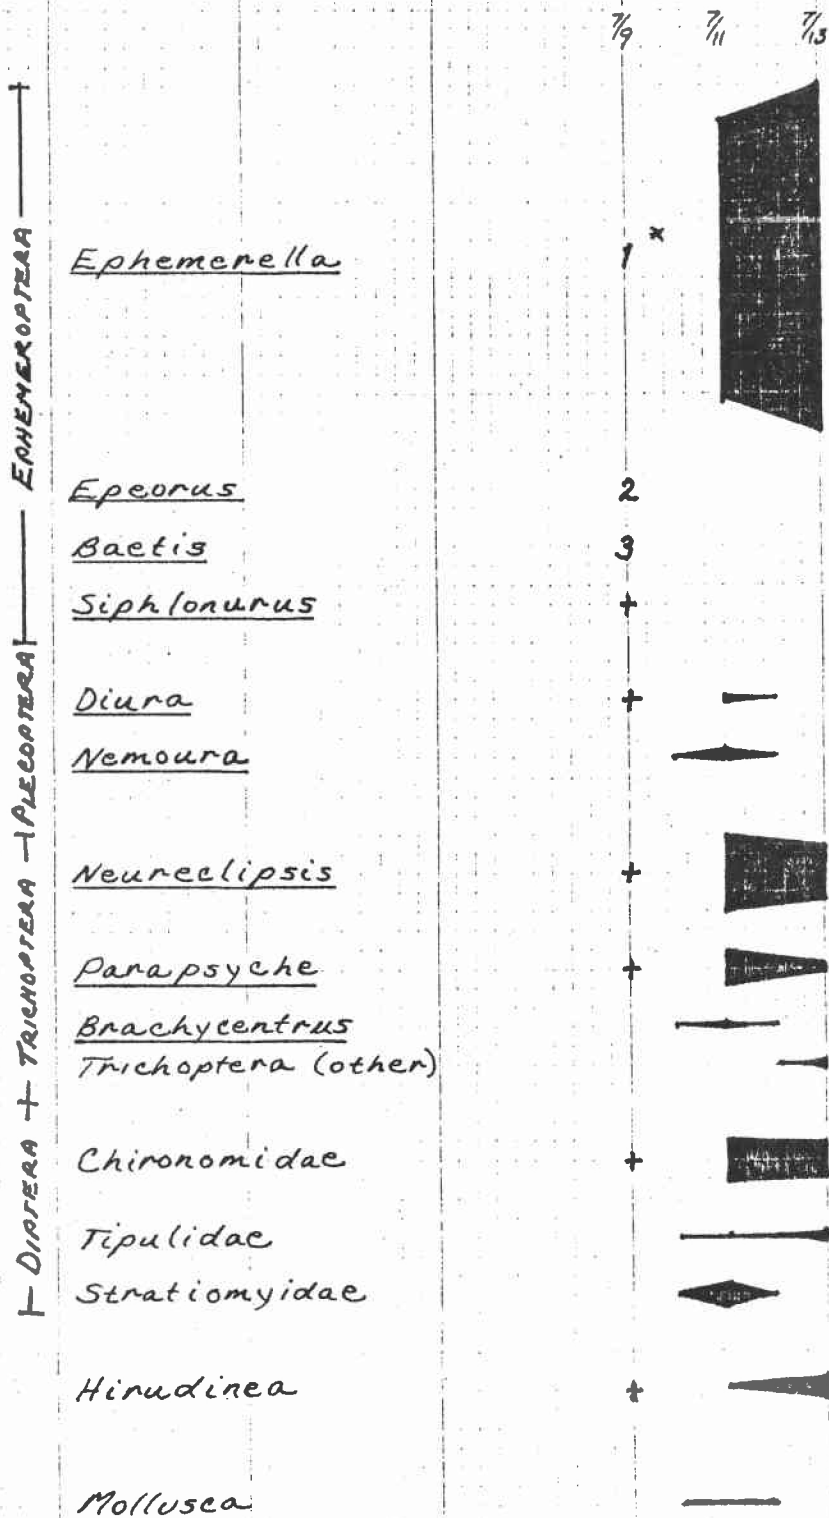 7/9 7/11 7/13
EPHEMEROPTERA
Ephemerella 1 *
Epeorus 2
Baetis 3
Siphlonurus +
PLECOPTERA
Diura +
Nemoura
TRICHOPTERA
Neureclipsis +
Parapsyche +
Brachycentrus
Trichoptera (other)
DIPTERA
Chironomidae +
Tipulidae
Stratiomyidae
Hirudinea +
Mollusca